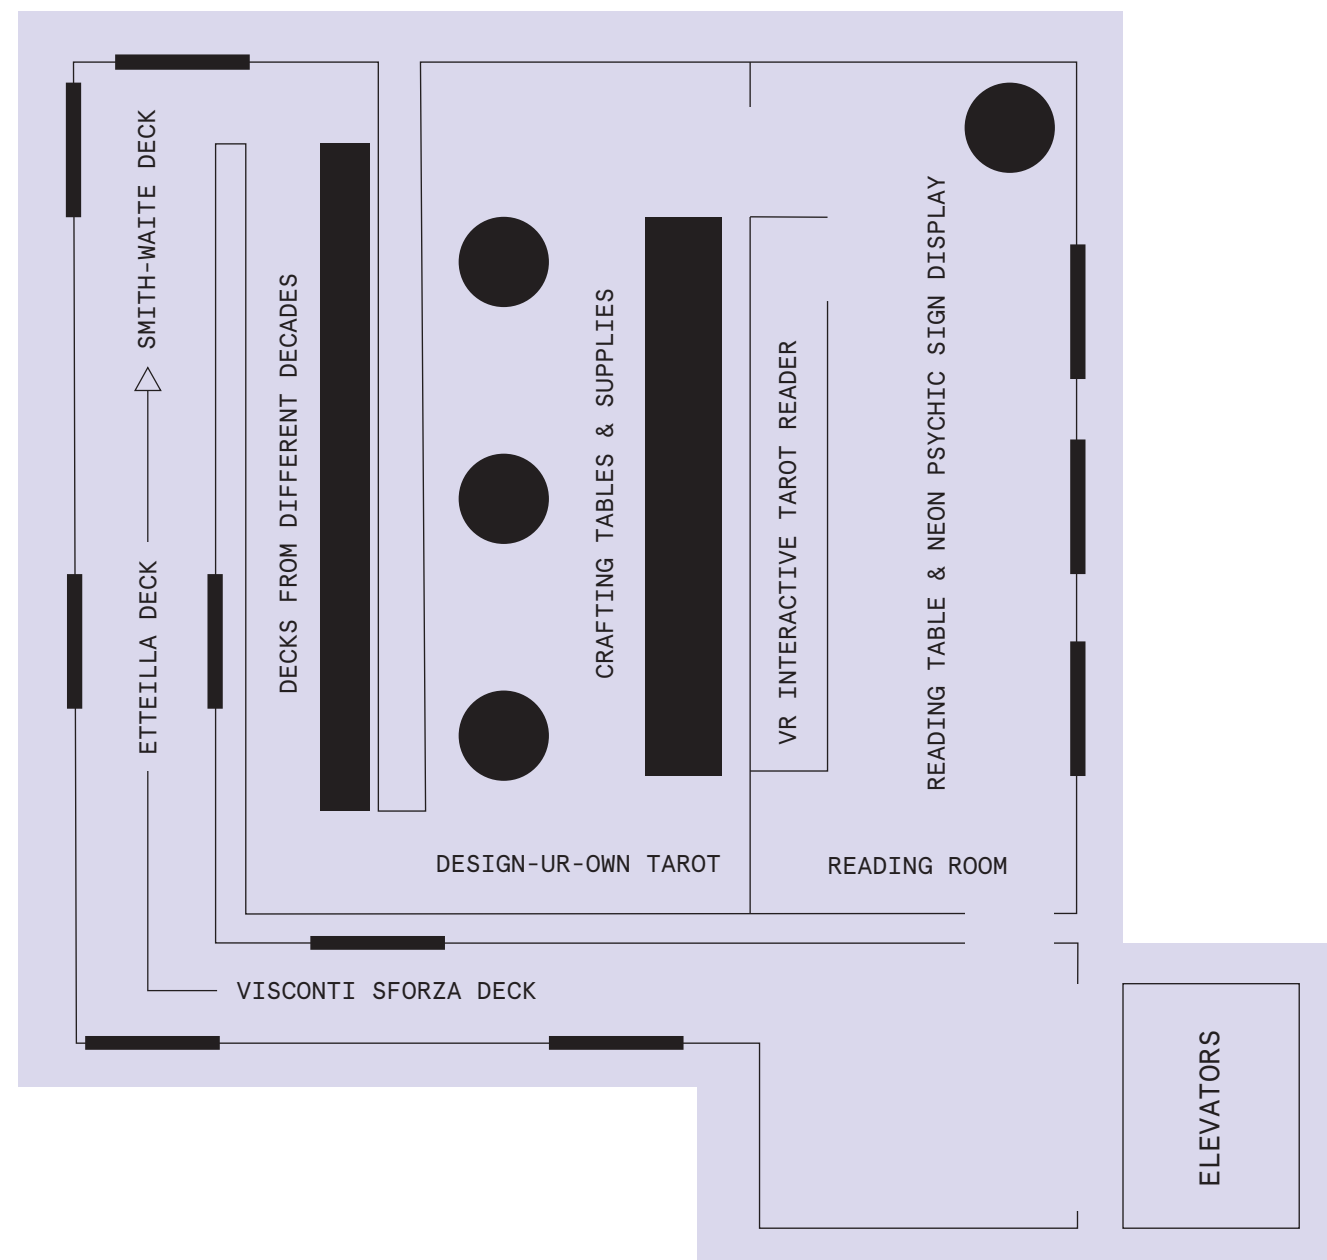 SMITH-WAITE DECK
ETTEILLA DECK
VISCONTI SFORZA DECK
DECKS FROM DIFFERENT DECADES
CRAFTING TABLES & SUPPLIES
DESIGN-UR-OWN TAROT
VR INTERACTIVE TAROT READER
READING TABLE & NEON PSYCHIC SIGN DISPLAY
READING ROOM
ELEVATORS